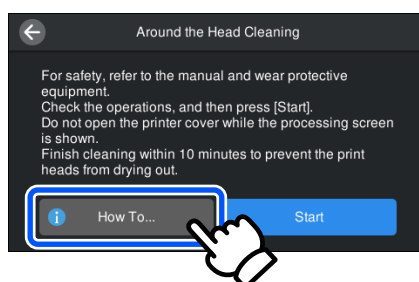 Around the Head Cleaning
For safety, refer to the manual and wear protective
equipment.
Check the operations, and then press [Start].
Do not open the printer cover while the processing screen
is shown.
Finish cleaning within 10 minutes to prevent the print
heads from drying out.
How To...
Start